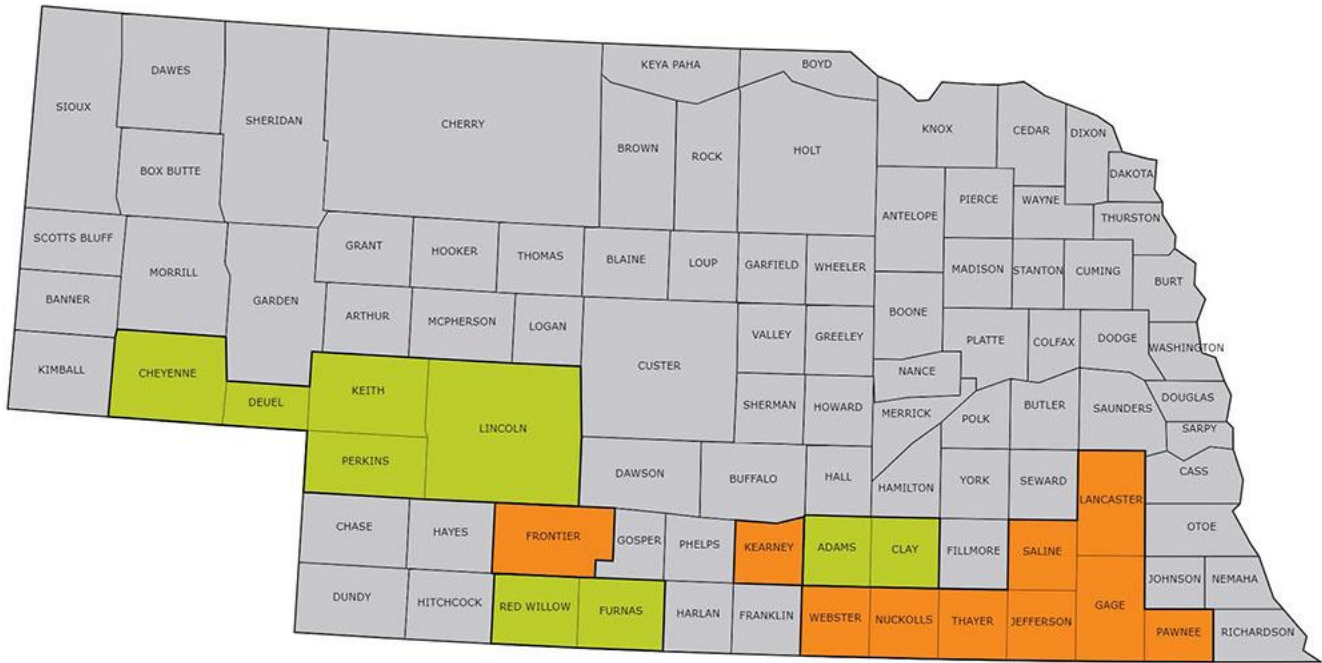 KEYA PAHA
BOYD
DAWES
SIOUX
SHERIDAN
CHERRY
KNOX
CEDAR
DIXON
BROWN
ROCK
HOLT
BOX BUTTE
DAKOTA
PIERCE
WAYNE
ANTELOPE
THURSTON
SCOTTS BLUFF
GRANT
HOOKER
THOMAS
BLAINE
LOUP
GARFIELD
WHEELER
MADISON
STANTON
CUMING
MORRILL
BURT
BANNER
GARDEN
ARTHUR
MCPHERSON
LOGAN
VALLEY
GREELEY
BOONE
PLATTE
COLFAX
DODGE
WASHINGTON
CUSTER
KIMBALL
CHEYENNE
NANCE
DEUEL
KEITH
SHERMAN
HOWARD
MERRICK
POLK
BUTLER
SAUNDERS
DOUGLAS
SARPY
LINCOLN
PERKINS
DAWSON
BUFFALO
HALL
HAMILTON
YORK
SEWARD
CASS
LANCASTER
CHASE
HAYES
FRONTIER
GOSPER
PHELPS
KEARNEY
ADAMS
CLAY
FILLMORE
SALINE
OTOE
DUNDY
HITCHCOCK
RED WILLOW
FURNAS
HARLAN
FRANKLIN
WEBSTER
NUCKOLLS
THAYER
JEFFERSON
GAGE
JOHNSON
NEMAHA
PAWNEE
RICHARDSON